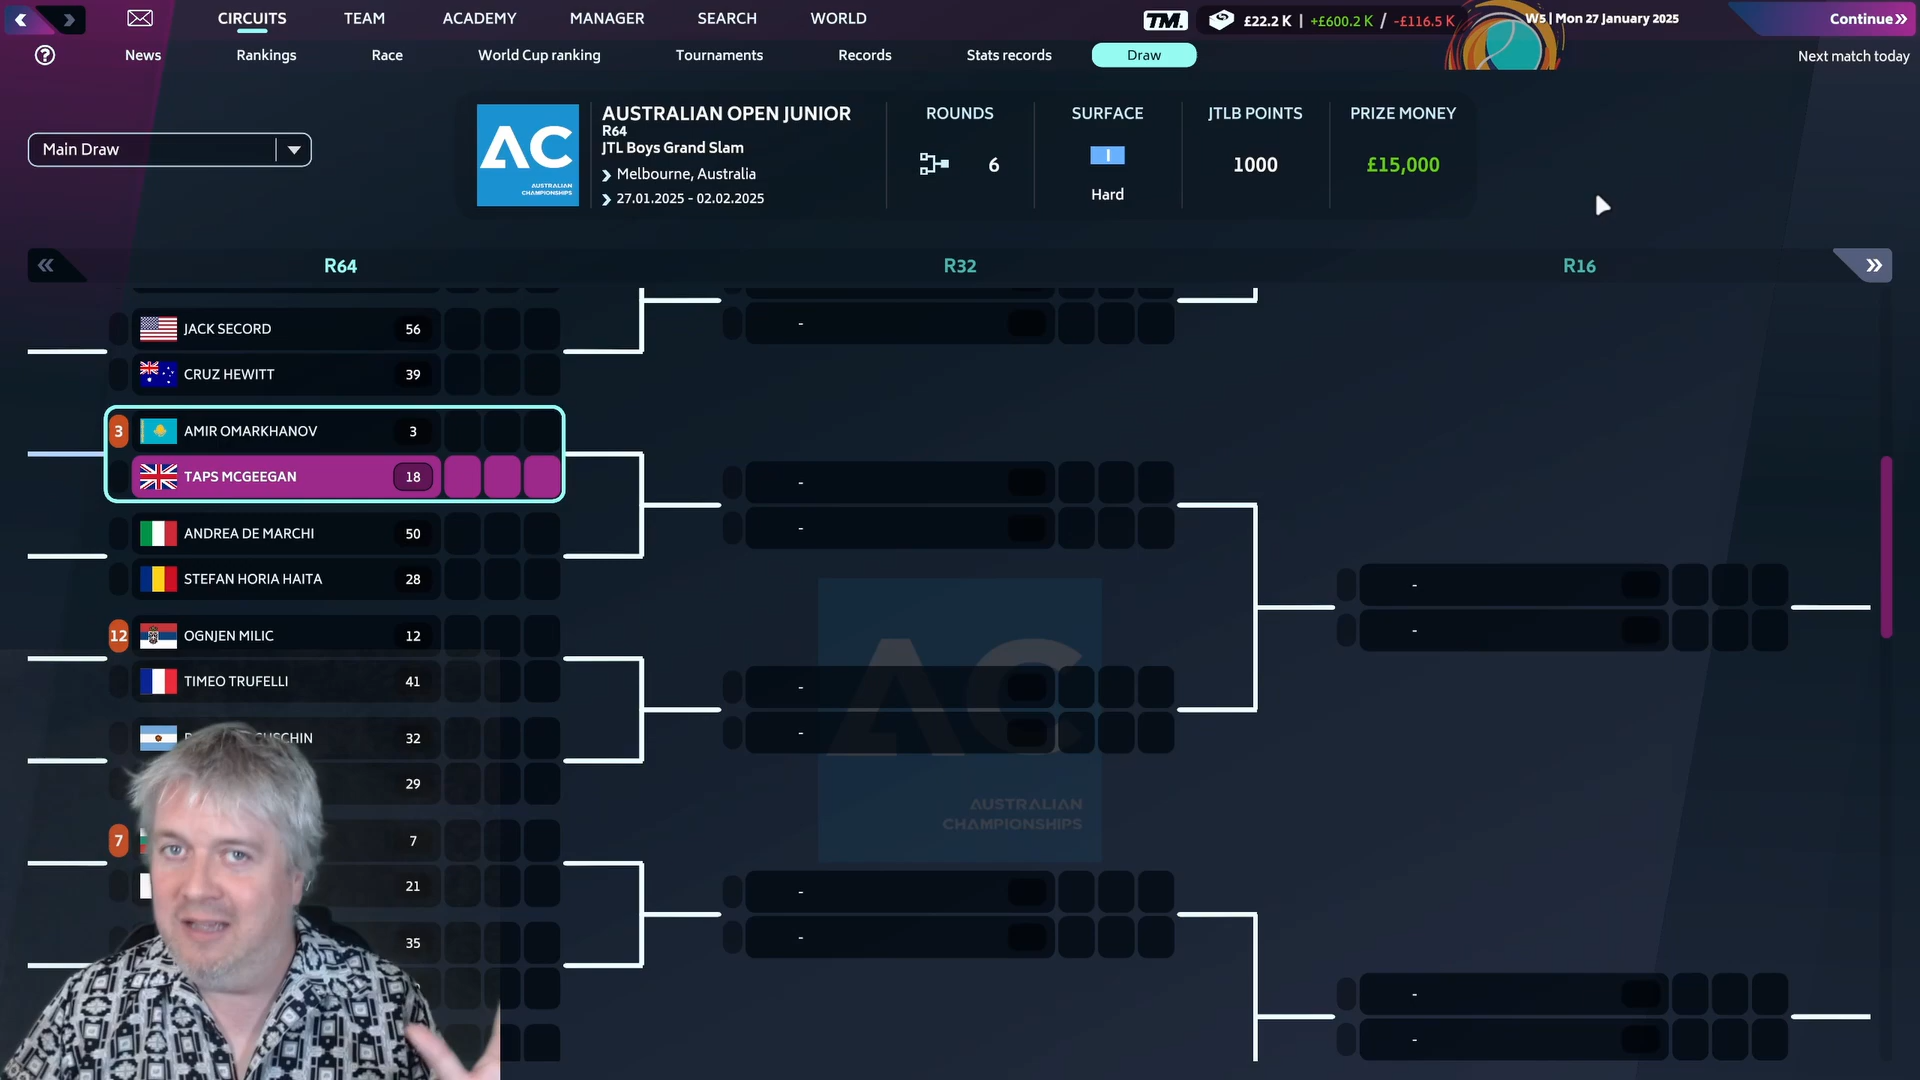 CIRCUITS
TEAM
ACADEMY
MANAGER
SEARCH
WORLD
TM.
£22.2 K | +£600.2 K / -£116.5 K
W5 | Mon 27 January 2025
Continue
News
Rankings
Race
World Cup ranking
Tournaments
Records
Stats records
Draw
Next match today
Main Draw
AC
AUSTRALIAN
CHAMPIONSHIPS
AUSTRALIAN OPEN JUNIOR
R64
JTL Boys Grand Slam
Melbourne, Australia
27.01.2025 - 02.02.2025
ROUNDS
6
SURFACE
I
Hard
JTLB POINTS
1000
PRIZE MONEY
£15,000
R64
R32
R16
JACK SECORD 56
CRUZ HEWITT 39
3 AMIR OMARKHANOV 3
TAPS MCGEEGAN 18
ANDREA DE MARCHI 50
STEFAN HORIA HAITA 28
12 OGNJEN MILIC 12
TIMEO TRUFELLI 41
32
29
7 7
21
35
-
-
-
-
-
-
-
-
-
-
-
AC
AUSTRALIAN
CHAMPIONSHIPS